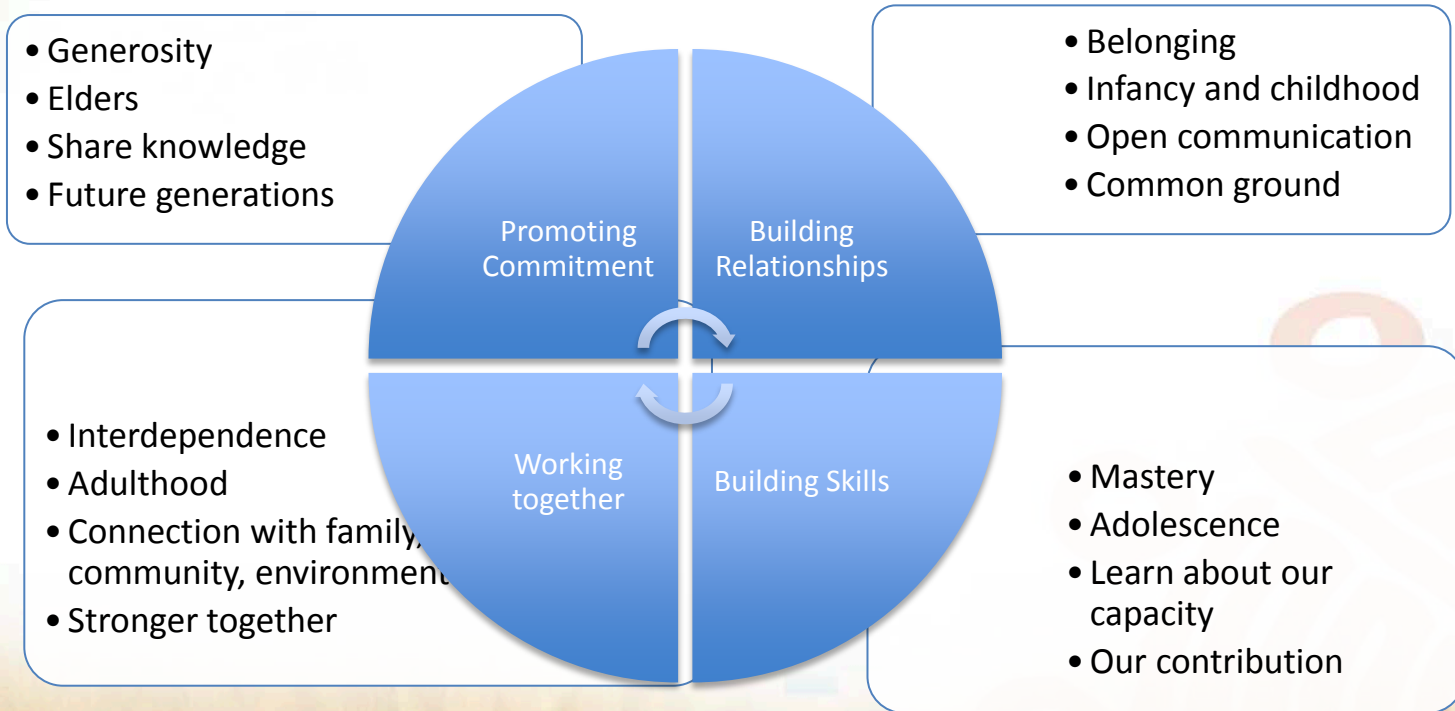 • Generosity
• Elders
• Share knowledge
• Future generations
• Belonging
• Infancy and childhood
• Open communication
• Common ground
Promoting
Commitment
Building
Relationships
Working
together
Building Skills
• Interdependence
• Adulthood
• Connection with family,
community, environment
• Stronger together
• Mastery
• Adolescence
• Learn about our
capacity
• Our contribution